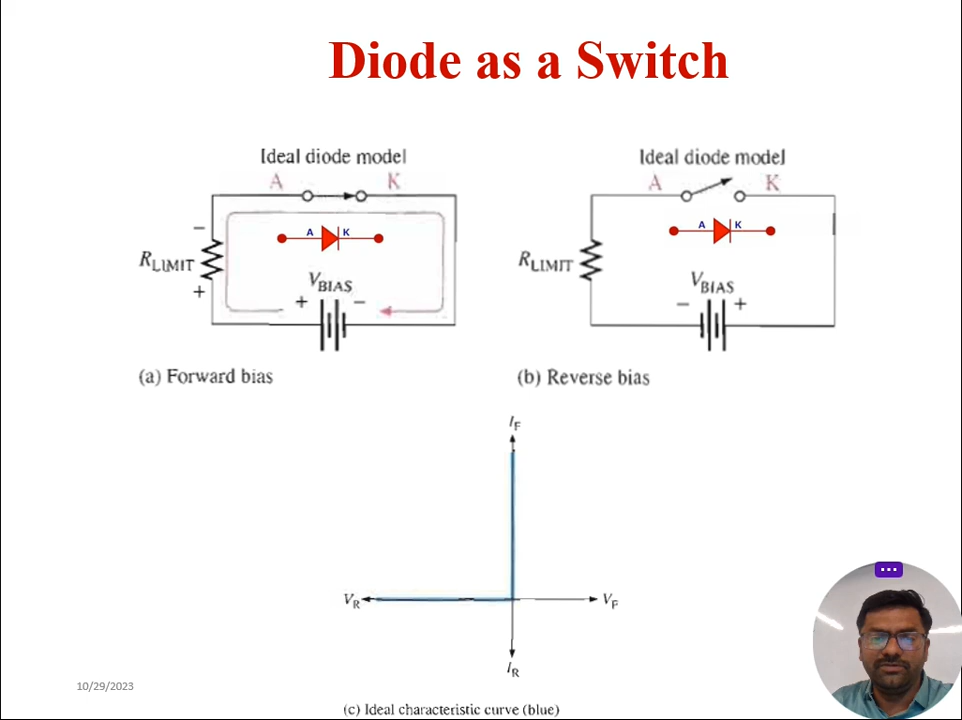 Diode as a Switch
Ideal diode model
A K
A K
RLIMIT
VBIAS
− + + −
(a) Forward bias
Ideal diode model
A K
A K
RLIMIT
VBIAS
− +
(b) Reverse bias
IF
VR VF
IR
10/29/2023
(c) Ideal characteristic curve (blue)